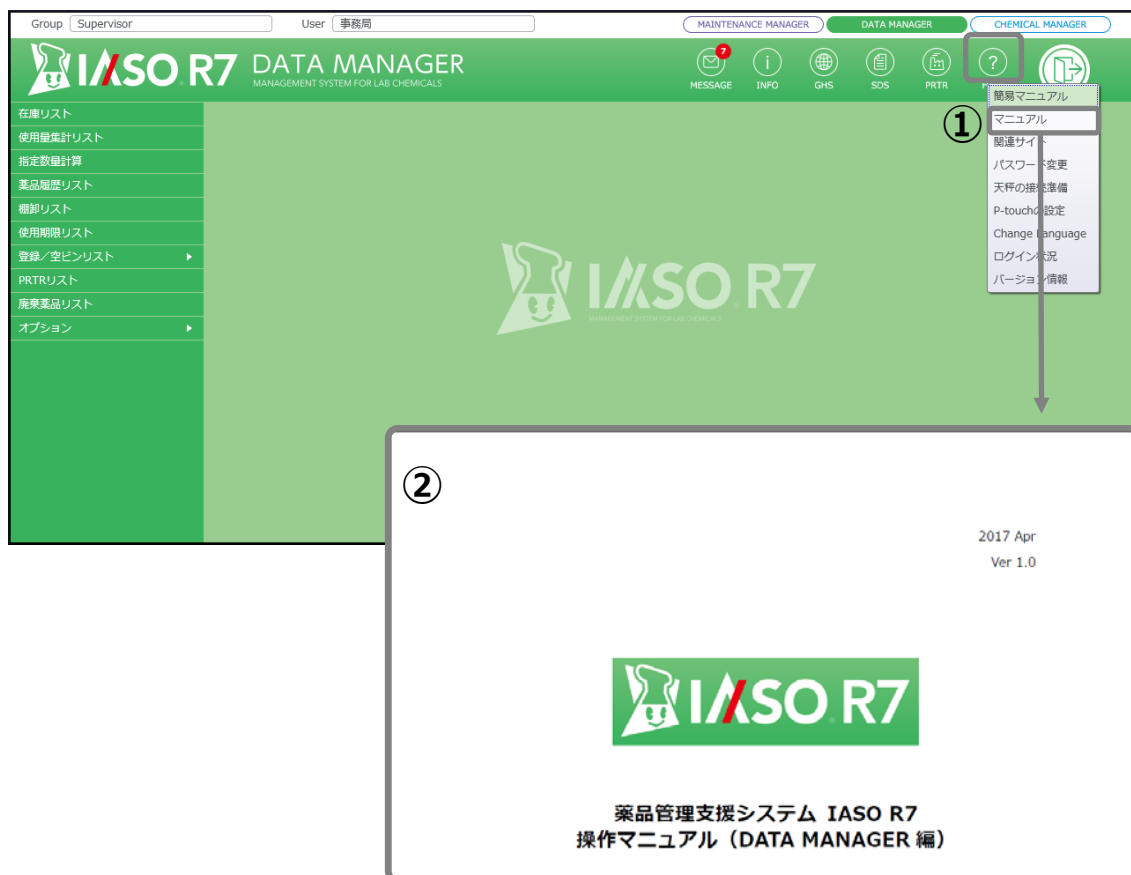 Group Supervisor User 事務局 MAINTENANCE MANAGER DATA MANAGER CHEMICAL MANAGER
IASO R7 DATA MANAGER
MANAGEMENT SYSTEM FOR LAB CHEMICALS
7
MESSAGE INFO GHS SDS PRTR
?
在庫リスト
使用量集計リスト
指定数量計算
薬品履歴リスト
棚卸リスト
使用期限リスト
登録／空ビンリスト
PRTRリスト
廃棄薬品リスト
オプション
①
簡易マニュアル
マニュアル
関連サイト
パスワード変更
天秤の接続準備
P-touchの設定
Change Language
ログイン状況
バージョン情報
IASO R7
MANAGEMENT SYSTEM FOR LAB CHEMICALS
②
2017 Apr
Ver 1.0
IASO R7
薬品管理支援システム IASO R7
操作マニュアル（DATA MANAGER 編）